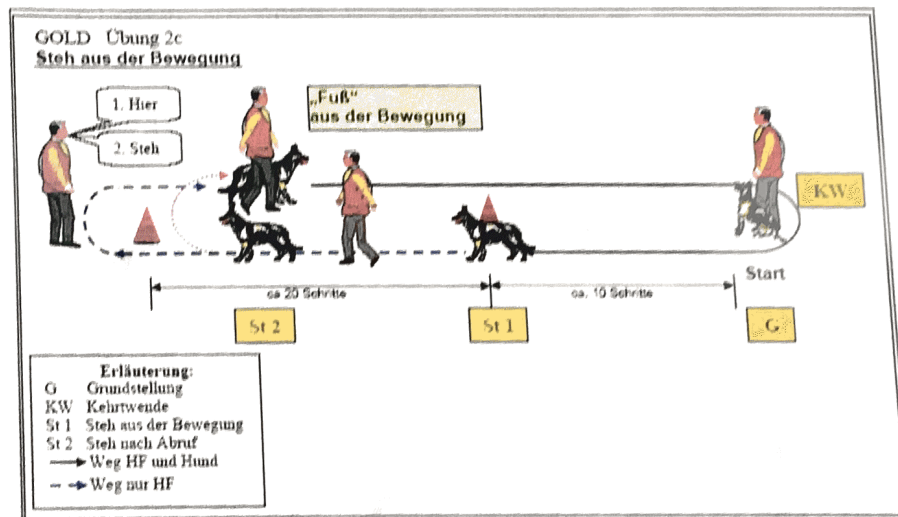 GOLD Übung 2c
Steh aus der Bewegung
1. Hier
2. Steh
„Fuß“
aus der Bewegung
KW
Start
ca 20 Schritte
ca. 10 Schritte
St 2
St 1
G
Erläuterung:
G Grundstellung
KW Kehrtwende
St 1 Steh aus der Bewegung
St 2 Steh nach Abruf
Weg HF und Hund
Weg nur HF